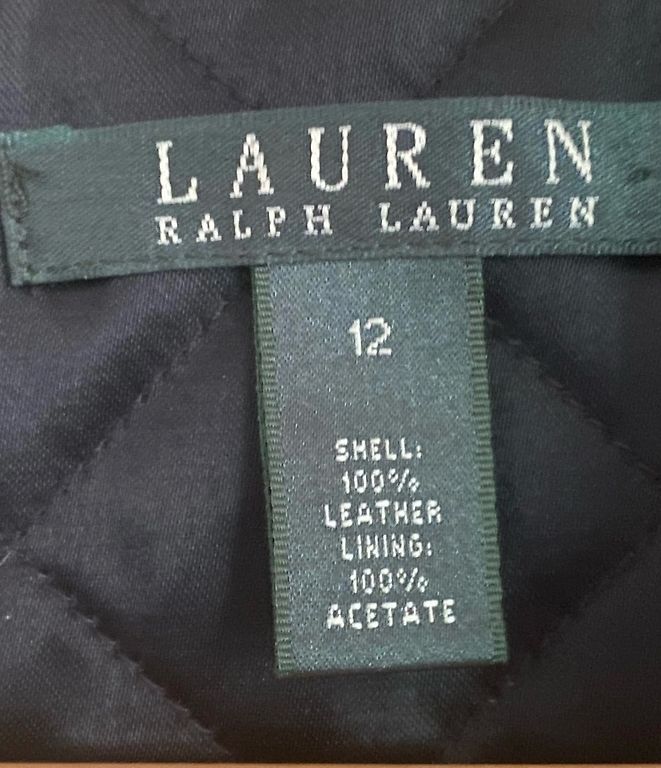 LAUREN
RALPH LAUREN
12
SHELL:
100%
LEATHER
LINING:
100%
ACETATE